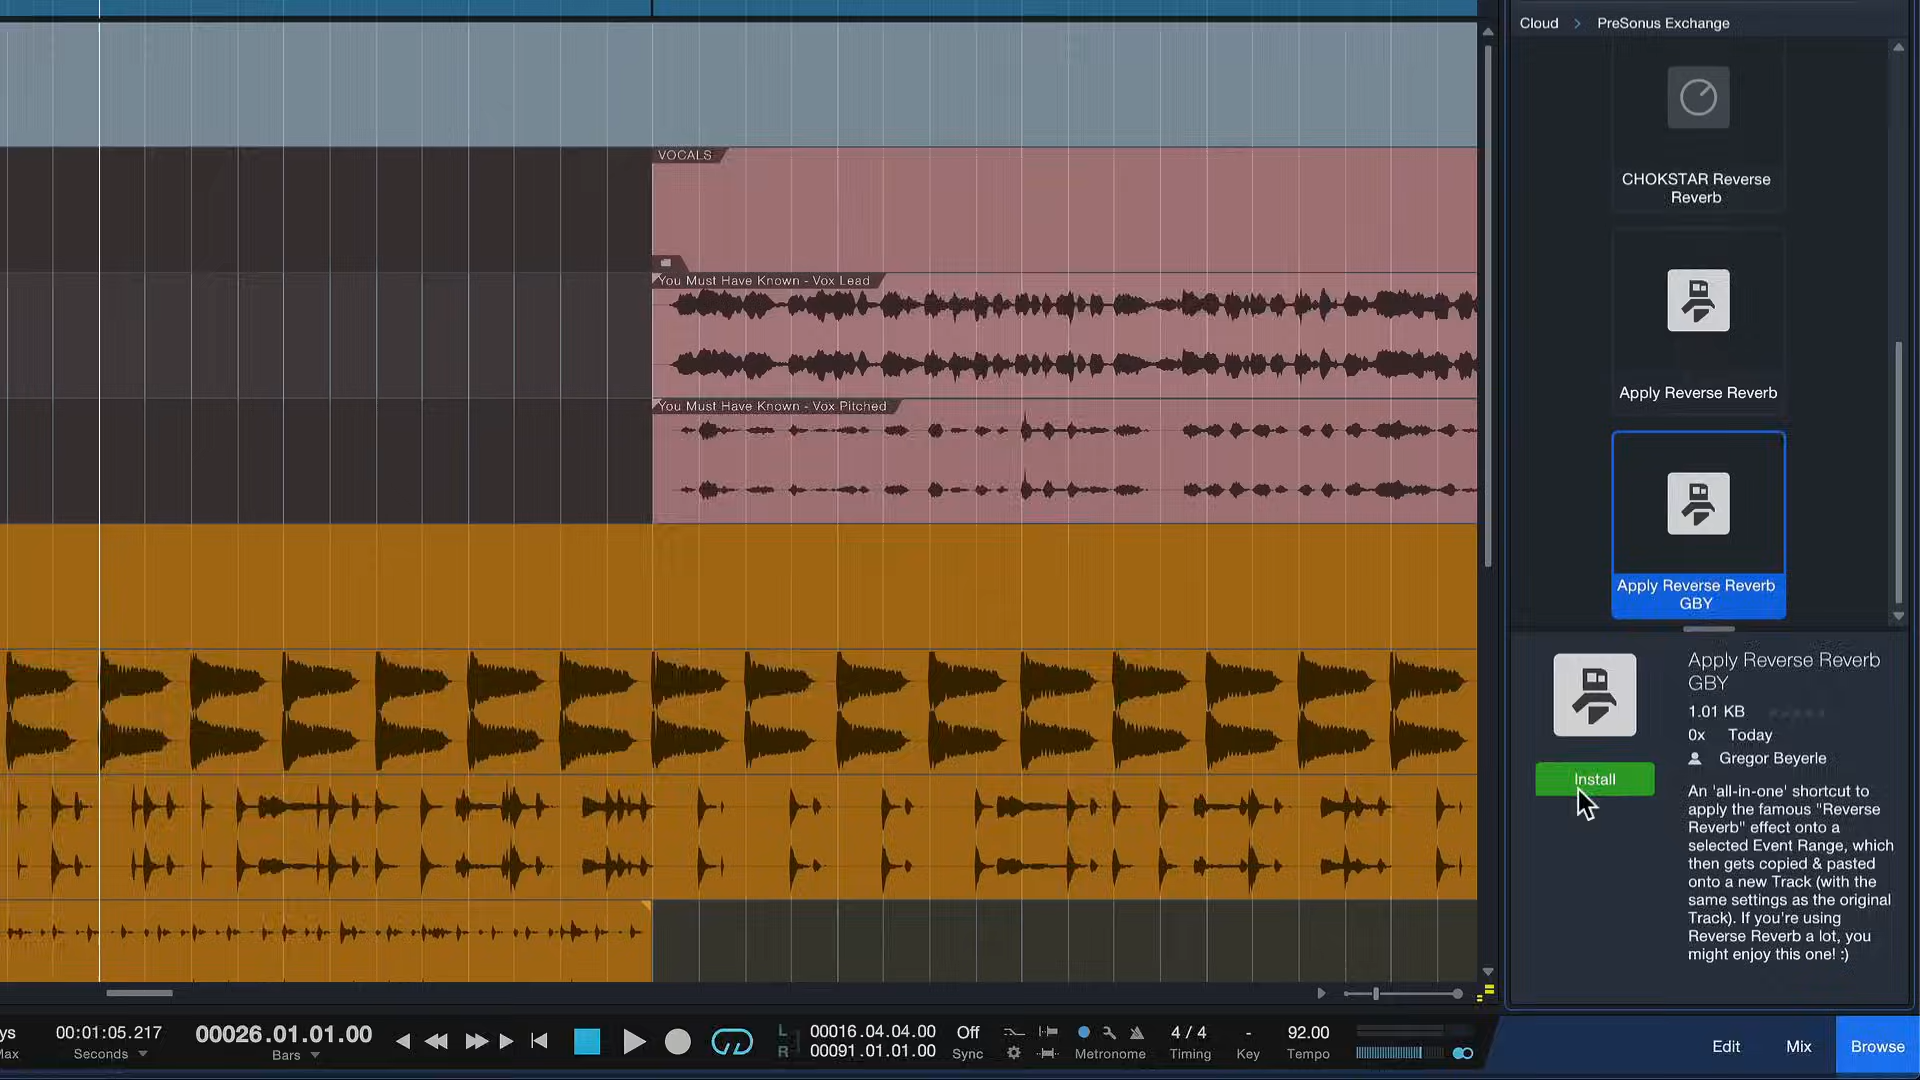 Cloud > PreSonus Exchange
CHOKSTAR Reverse
Reverb
Apply Reverse Reverb
Apply Reverse Reverb
GBY
VOCALS
You Must Have Known - Vox Lead
You Must Have Known - Vox Pitched
Apply Reverse Reverb
GBY
1.01 KB
0x Today
Gregor Beyerle
Install
An 'all-in-one' shortcut to
apply the famous "Reverse
Reverb" effect onto a
selected Event Range, which
then gets copied & pasted
onto a new Track (with the
same settings as the original
Track). If you're using
Reverse Reverb a lot, you
might enjoy this one! :)
ys
Max
00:01:05.217
Seconds
00026.01.01.00
Bars
L 00016.04.04.00
R 00091.01.01.00
Off
Sync
Metronome
4 / 4
Timing
-
Key
92.00
Tempo
Edit
Mix
Browse